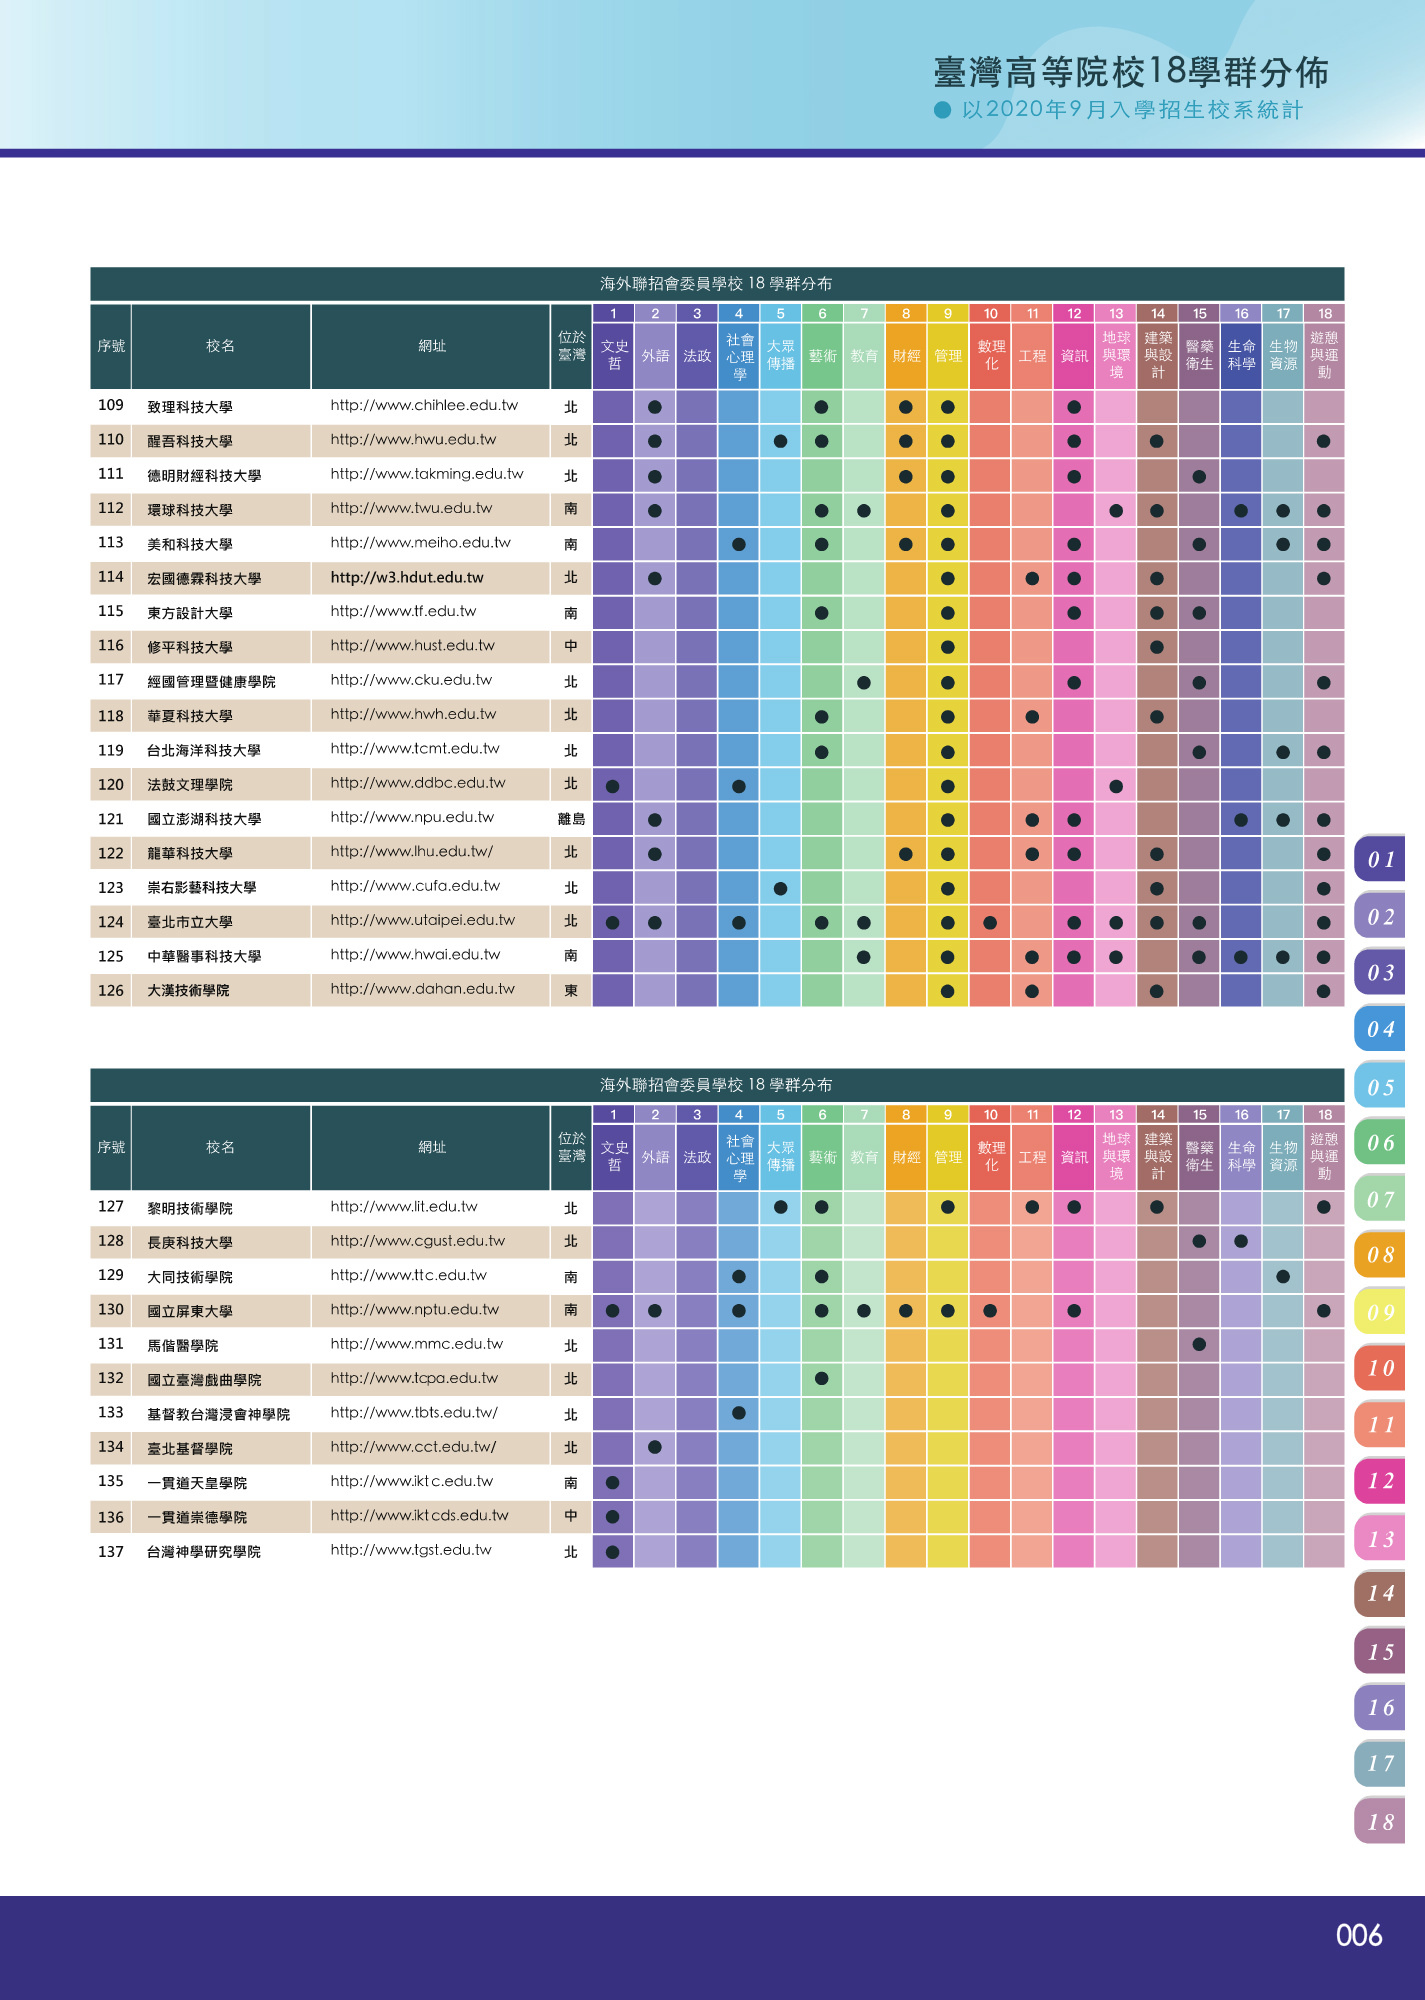 臺灣高等院校18學群分佈
● 以2020年9月入學招生校系統計
海外聯招會委員學校 18 學群分布
序號 校名 網址 位於臺灣 1 2 3 4 5 6 7 8 9 10 11 12 13 14 15 16 17 18
文史哲 外語 法政 社會心理學 大眾傳播 藝術 教育 財經 管理 數理化 工程 資訊 地球與環境 建築與設計 醫藥衛生 生命科學 生物資源 遊憩與運動
109 致理科技大學 http://www.chihlee.edu.tw 北 ● ● ● ● ●
110 醒吾科技大學 http://www.hwu.edu.tw 北 ● ● ● ● ● ● ● ●
111 德明財經科技大學 http://www.takming.edu.tw 北 ● ● ● ● ●
112 環球科技大學 http://www.twu.edu.tw 南 ● ● ● ● ● ● ● ● ●
113 美和科技大學 http://www.meiho.edu.tw 南 ● ● ● ● ● ● ● ●
114 宏國德霖科技大學 http://w3.hdut.edu.tw 北 ● ● ● ● ● ●
115 東方設計大學 http://www.tf.edu.tw 南 ● ● ● ● ●
116 修平科技大學 http://www.hust.edu.tw 中 ● ●
117 經國管理暨健康學院 http://www.cku.edu.tw 北 ● ● ● ● ●
118 華夏科技大學 http://www.hwh.edu.tw 北 ● ● ● ●
119 台北海洋科技大學 http://www.tcmt.edu.tw 北 ● ● ● ● ●
120 法鼓文理學院 http://www.ddbc.edu.tw 北 ● ● ● ●
121 國立澎湖科技大學 http://www.npu.edu.tw 離島 ● ● ● ● ● ● ●
122 龍華科技大學 http://www.lhu.edu.tw/ 北 ● ● ● ● ● ● ●
123 崇右影藝科技大學 http://www.cufa.edu.tw 北 ● ● ● ●
124 臺北市立大學 http://www.utaipei.edu.tw 北 ● ● ● ● ● ● ● ● ● ● ● ●
125 中華醫事科技大學 http://www.hwai.edu.tw 南 ● ● ● ● ● ● ● ● ●
126 大漢技術學院 http://www.dahan.edu.tw 東 ● ● ● ●
海外聯招會委員學校 18 學群分布
序號 校名 網址 位於臺灣 1 2 3 4 5 6 7 8 9 10 11 12 13 14 15 16 17 18
文史哲 外語 法政 社會心理學 大眾傳播 藝術 教育 財經 管理 數理化 工程 資訊 地球與環境 建築與設計 醫藥衛生 生命科學 生物資源 遊憩與運動
127 黎明技術學院 http://www.lit.edu.tw 北 ● ● ● ● ● ● ●
128 長庚科技大學 http://www.cgust.edu.tw 北 ● ●
129 大同技術學院 http://www.ttc.edu.tw 南 ● ● ●
130 國立屏東大學 http://www.nptu.edu.tw 南 ● ● ● ● ● ● ● ● ● ●
131 馬偕醫學院 http://www.mmc.edu.tw 北 ●
132 國立臺灣戲曲學院 http://www.tcpa.edu.tw 北 ●
133 基督教台灣浸會神學院 http://www.tbts.edu.tw/ 北 ●
134 臺北基督學院 http://www.cct.edu.tw/ 北 ●
135 一貫道天皇學院 http://www.iktc.edu.tw 南 ●
136 一貫道崇德學院 http://www.iktcds.edu.tw 中 ●
137 台灣神學研究學院 http://www.tgst.edu.tw 北 ●
01
02
03
04
05
06
07
08
09
10
11
12
13
14
15
16
17
18
006